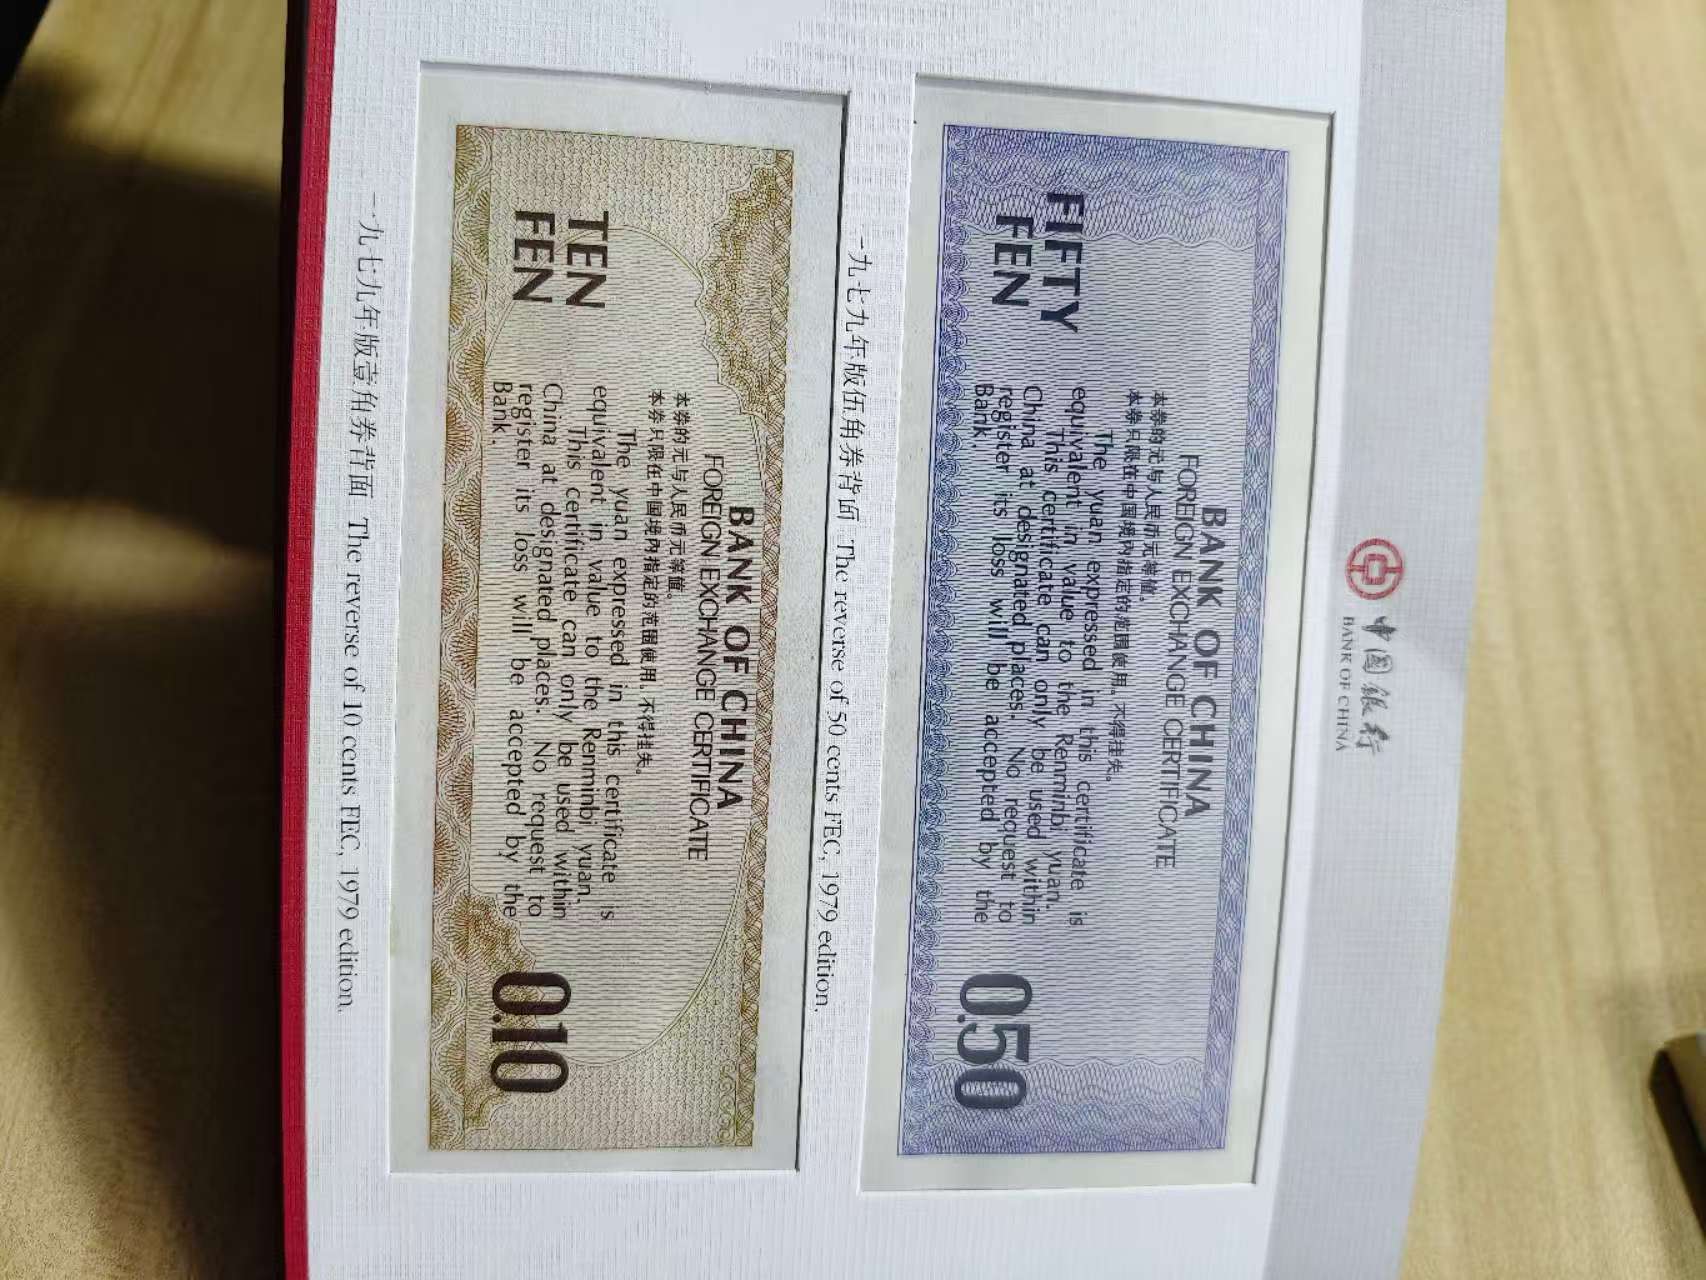 中国银行
BANK OF CHINA
BANK OF CHINA
FOREIGN EXCHANGE CERTIFICATE
本券的元与人民币元等值。
本券只限在中国境内指定的范围使用。不得挂失。
FIFTY
FEN
The yuan expressed in this certificate is
equivalent in value to the Renminbi yuan.
This certificate can only be used within
China at designated places. No request to
register its loss will be accepted by the
Bank.
0.50
一九七九年版伍角券背面 The reverse of 50 cents FEC, 1979 edition.
BANK OF CHINA
FOREIGN EXCHANGE CERTIFICATE
本券的元与人民币元等值。
本券只限在中国境内指定的范围使用。不得挂失。
TEN
FEN
The yuan expressed in this certificate is
equivalent in value to the Renminbi yuan.
This certificate can only be used within
China at designated places. No request to
register its loss will be accepted by the
Bank.
0.10
一九七九年版壹角券背面 The reverse of 10 cents FEC, 1979 edition.